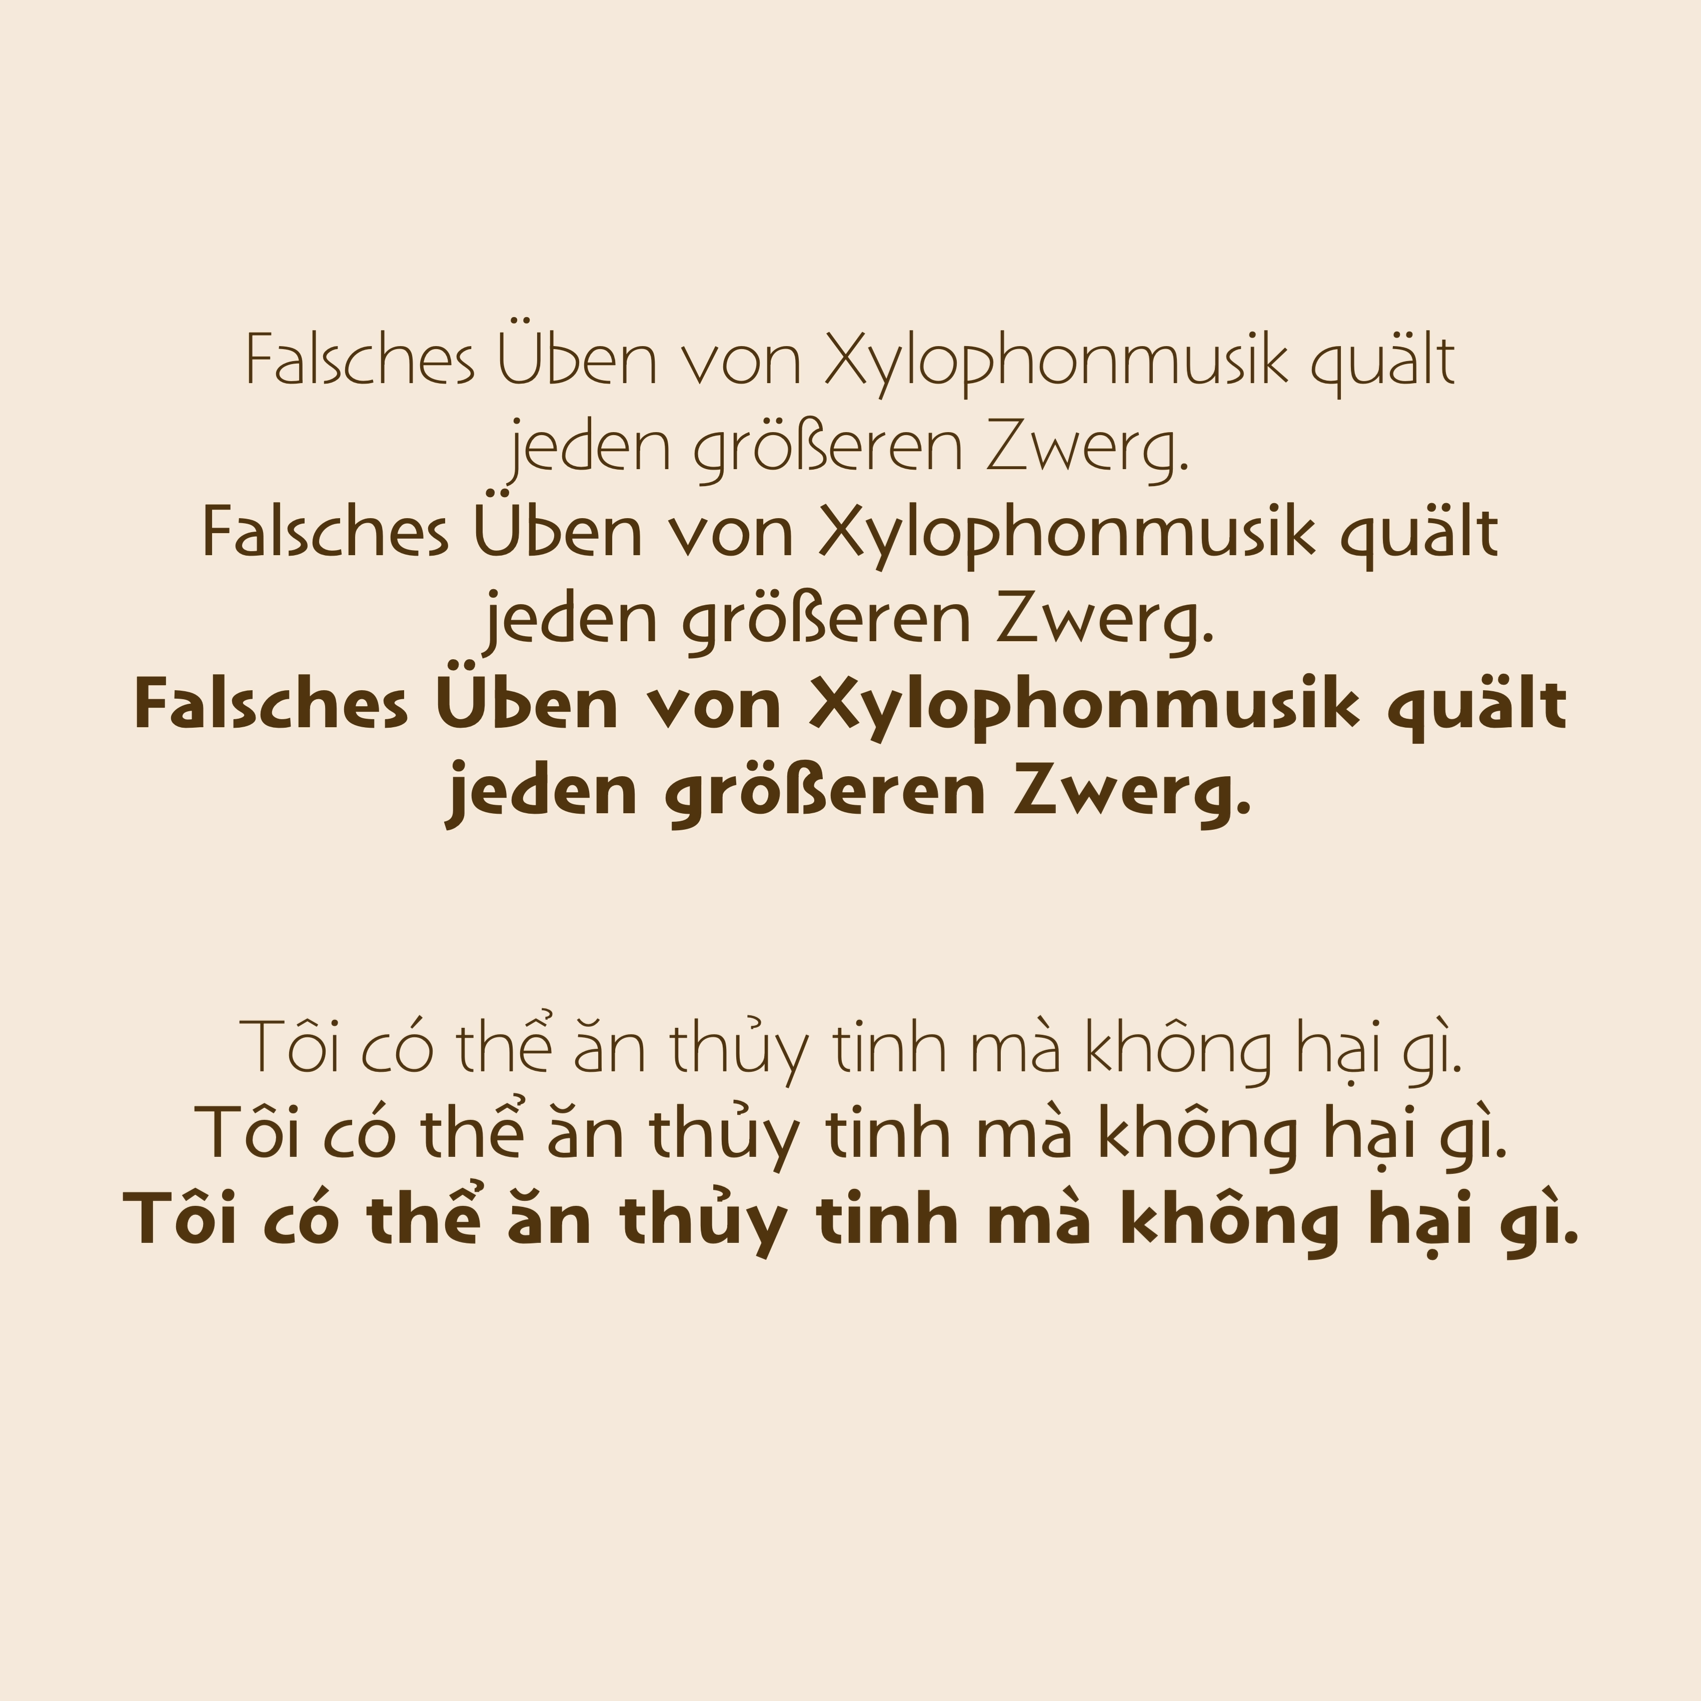 Falsches Üben von Xylophonmusik quält
jeden größeren Zwerg.
Falsches Üben von Xylophonmusik quält
jeden größeren Zwerg.
Falsches Üben von Xylophonmusik quält
jeden größeren Zwerg.
Tôi có thể ăn thủy tinh mà không hại gì.
Tôi có thể ăn thủy tinh mà không hại gì.
Tôi có thể ăn thủy tinh mà không hại gì.